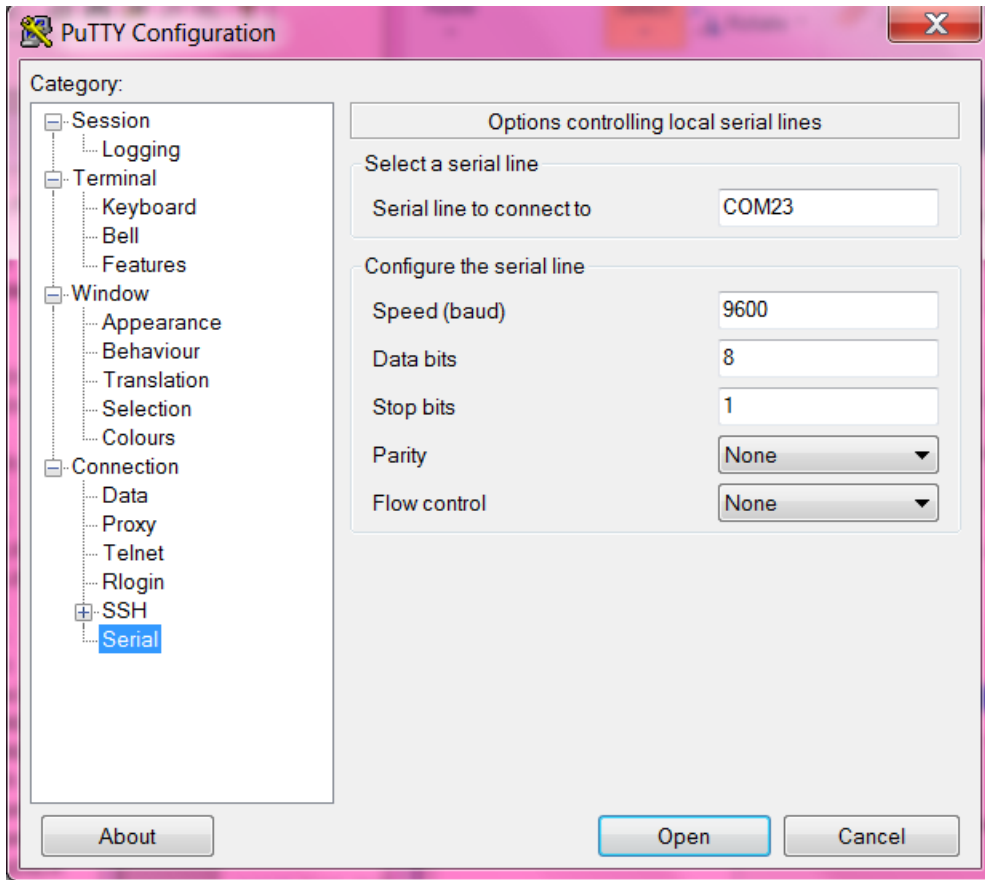 PuTTY Configuration
Category:
Session
Logging
Terminal
Keyboard
Bell
Features
Window
Appearance
Behaviour
Translation
Selection
Colours
Connection
Data
Proxy
Telnet
Rlogin
SSH
Serial
Options controlling local serial lines
Select a serial line
Serial line to connect to COM23
Configure the serial line
Speed (baud) 9600
Data bits 8
Stop bits 1
Parity None
Flow control None
About Open Cancel